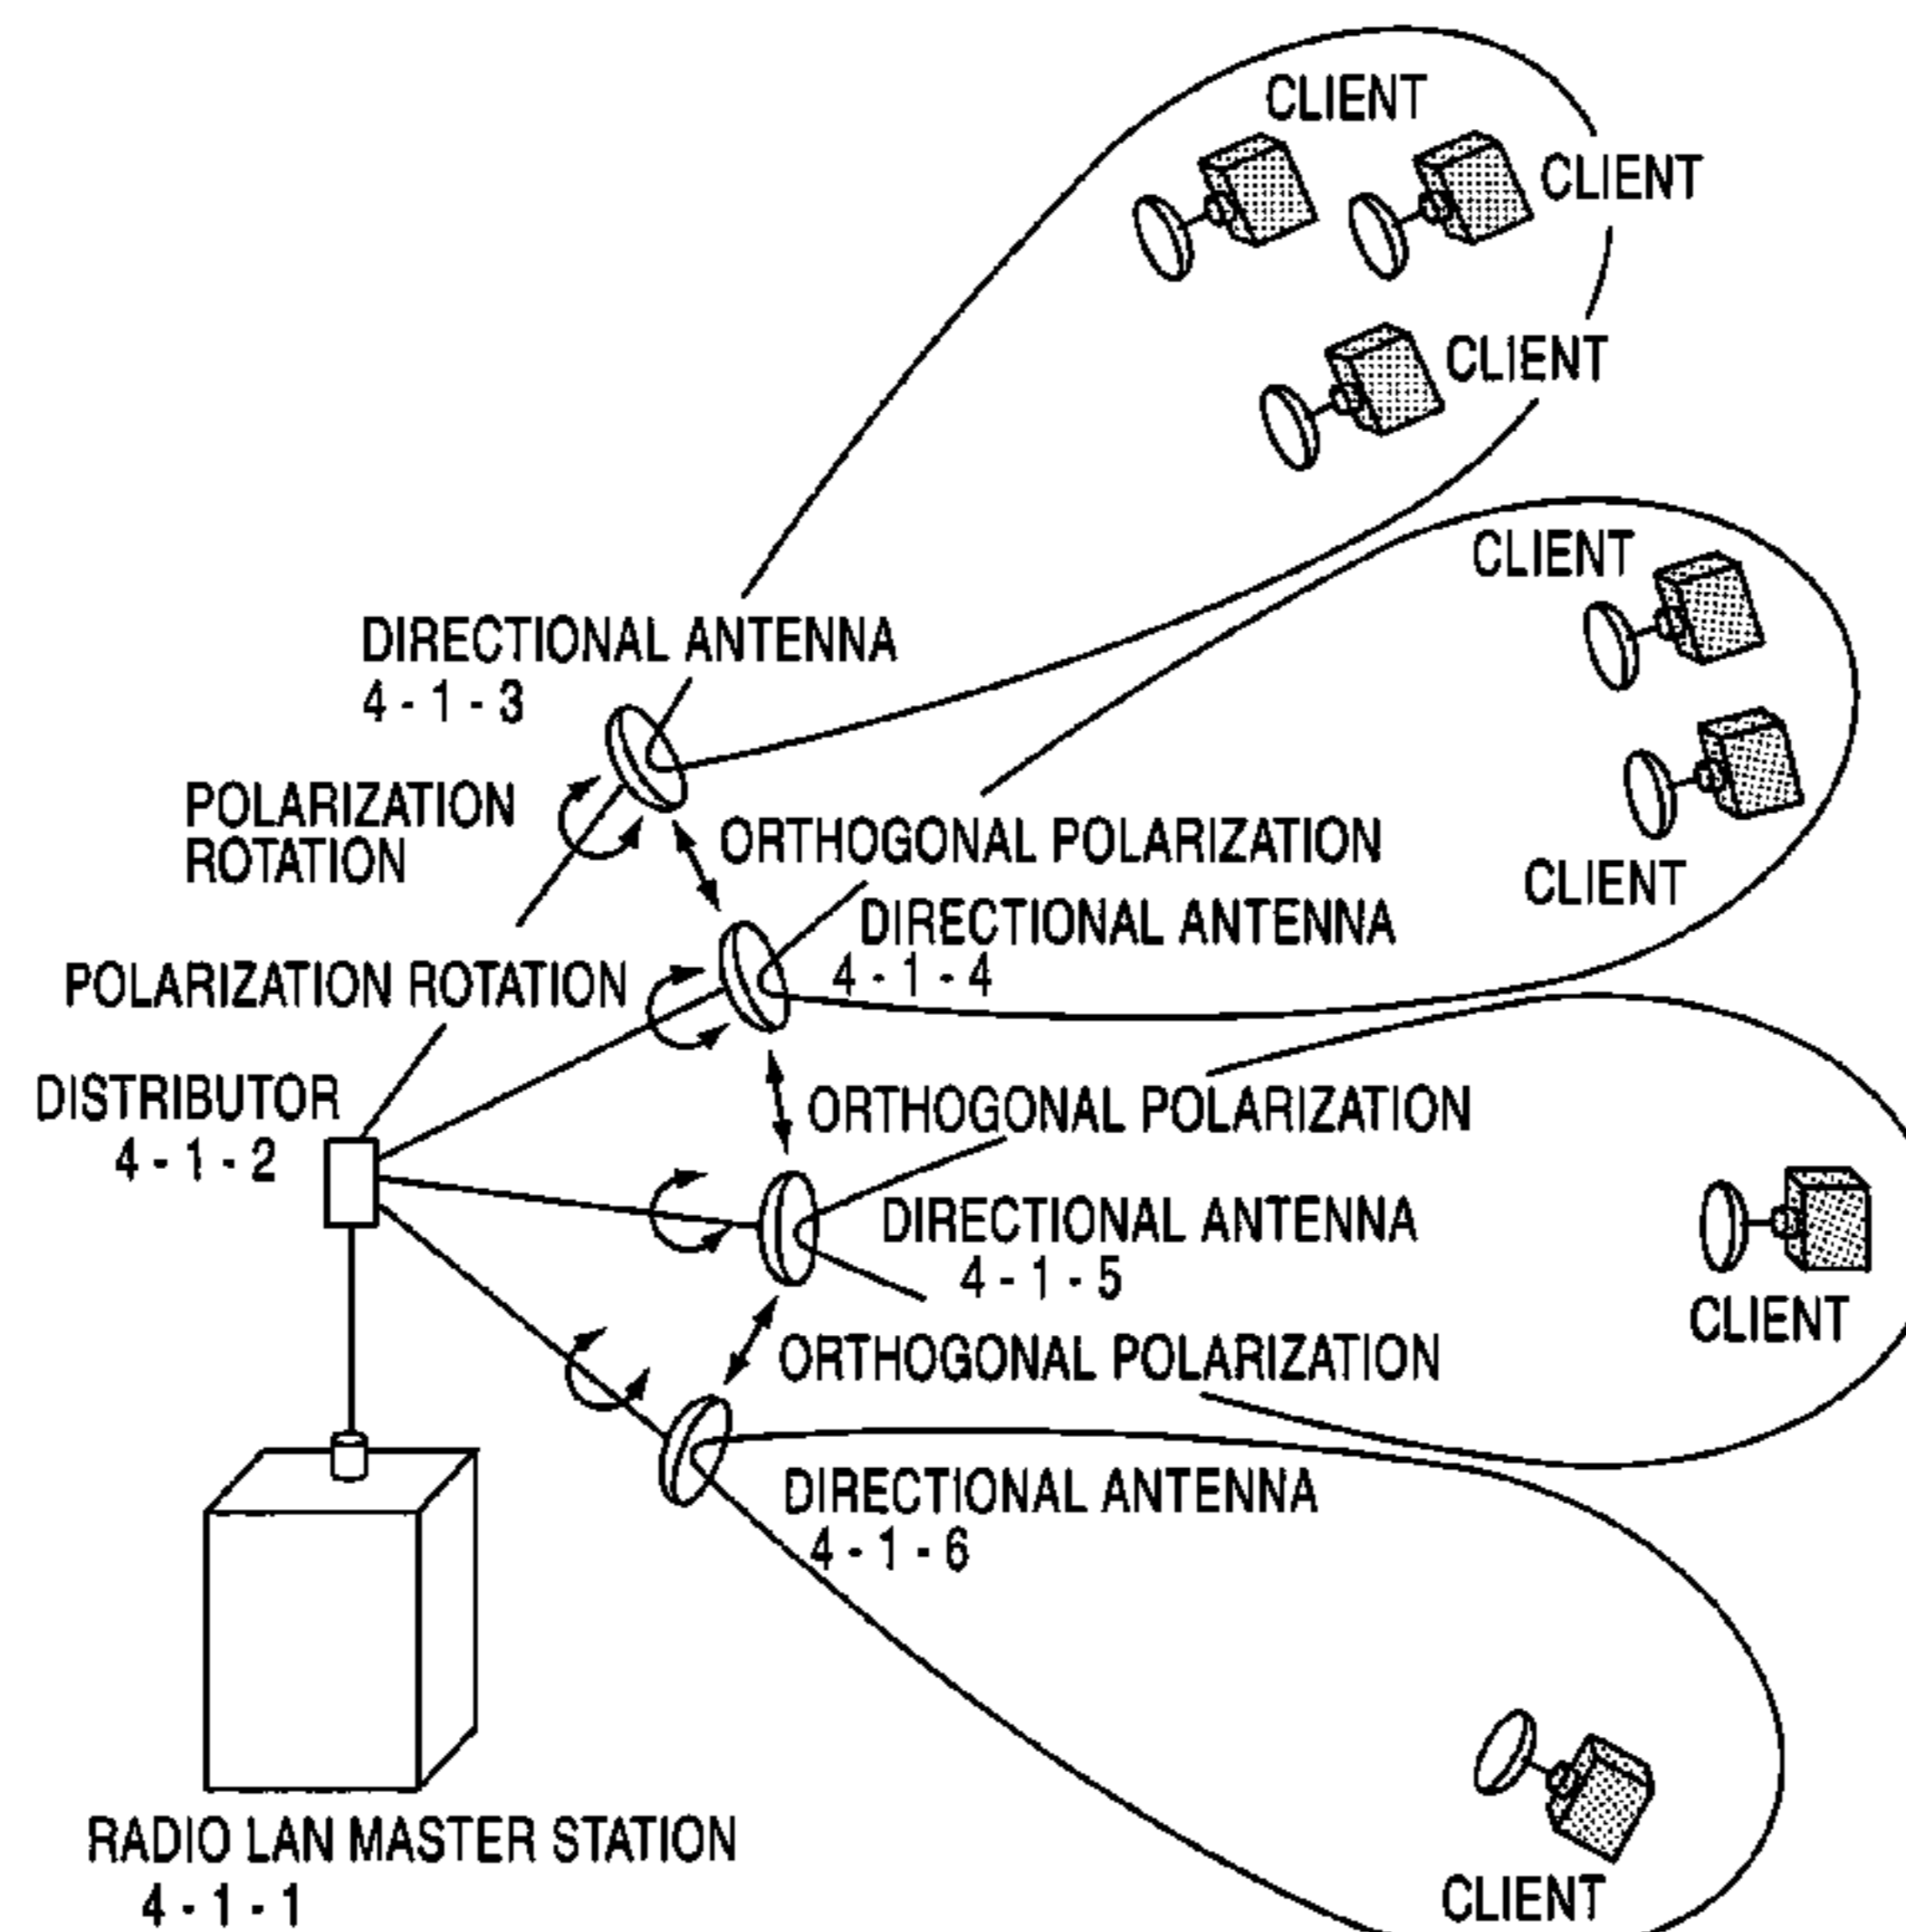 CLIENT
CLIENT
CLIENT
CLIENT
DIRECTIONAL ANTENNA
4-1-3
POLARIZATION
ROTATION
ORTHOGONAL POLARIZATION
CLIENT
DIRECTIONAL ANTENNA
4-1-4
POLARIZATION ROTATION
DISTRIBUTOR
4-1-2
ORTHOGONAL POLARIZATION
DIRECTIONAL ANTENNA
4-1-5
CLIENT
ORTHOGONAL POLARIZATION
DIRECTIONAL ANTENNA
4-1-6
RADIO LAN MASTER STATION
4-1-1
CLIENT